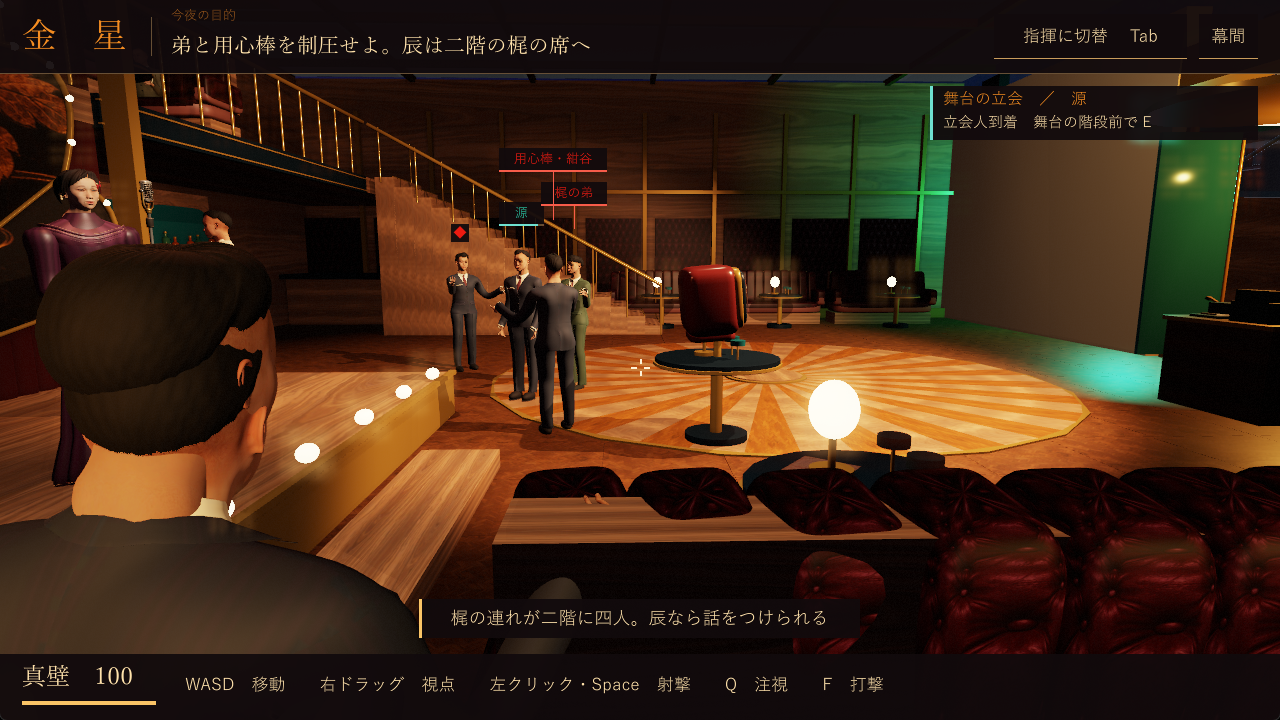 金 星
今夜の目的
弟と用心棒を制圧せよ。辰は二階の梶の席へ
指揮に切替 Tab
幕間
舞台の立会 ／ 源
立会人到着 舞台の階段前で E
用心棒・紺谷
梶の弟
源
梶の連れが二階に四人。辰なら話をつけられる
真壁 100
WASD 移動 右ドラッグ 視点 左クリック・Space 射撃 Q 注視 F 打撃